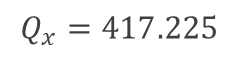 Qₓ = 417.225